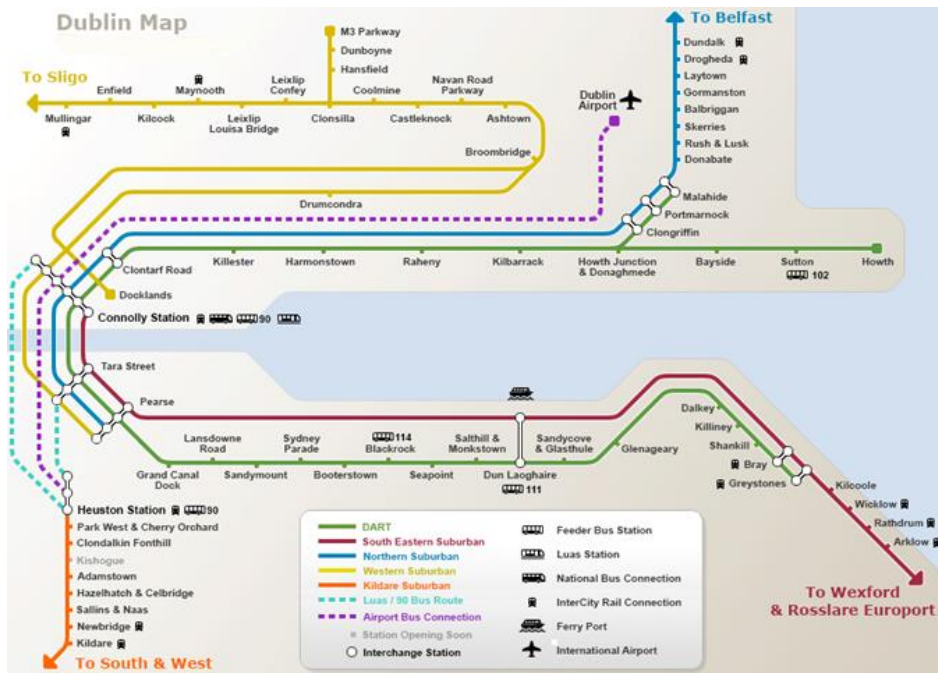 Dublin Map
To Belfast
M3 Parkway
Dunboyne
Hansfield
To Sligo
Enfield
Maynooth
Leixlip
Confey
Coolmine
Navan Road
Parkway
Mullingar
Kilcock
Leixlip
Louisa Bridge
Clonsilla
Castleknock
Ashtown
Broombridge
Drumcondra
Dublin
Airport
Dundalk
Drogheda
Laytown
Gormanston
Balbriggan
Skerries
Rush & Lusk
Donabate
Malahide
Portmarnock
Clongriffin
Clontarf Road
Killester
Harmonstown
Raheny
Kilbarrack
Howth Junction
& Donaghmede
Bayside
Sutton
102
Howth
Docklands
Connolly Station
90
Tara Street
Pearse
Grand Canal
Dock
Lansdowne
Road
Sandymount
Sydney
Parade
Booterstown
114
Blackrock
Seapoint
Salthill &
Monkstown
Dun Laoghaire
111
Sandycove
& Glasthule
Glenageary
Dalkey
Killiney
Shankill
Bray
Greystones
Kilcoole
Wicklow
Rathdrum
Arklow
To Wexford
& Rosslare Europort
Heuston Station
90
Park West & Cherry Orchard
Clondalkin Fonthill
Kishogue
Adamstown
Hazelhatch & Celbridge
Sallins & Naas
Newbridge
Kildare
To South & West
DART
South Eastern Suburban
Northern Suburban
Western Suburban
Kildare Suburban
Luas / 90 Bus Route
Airport Bus Connection
Station Opening Soon
Interchange Station
Feeder Bus Station
Luas Station
National Bus Connection
InterCity Rail Connection
Ferry Port
International Airport